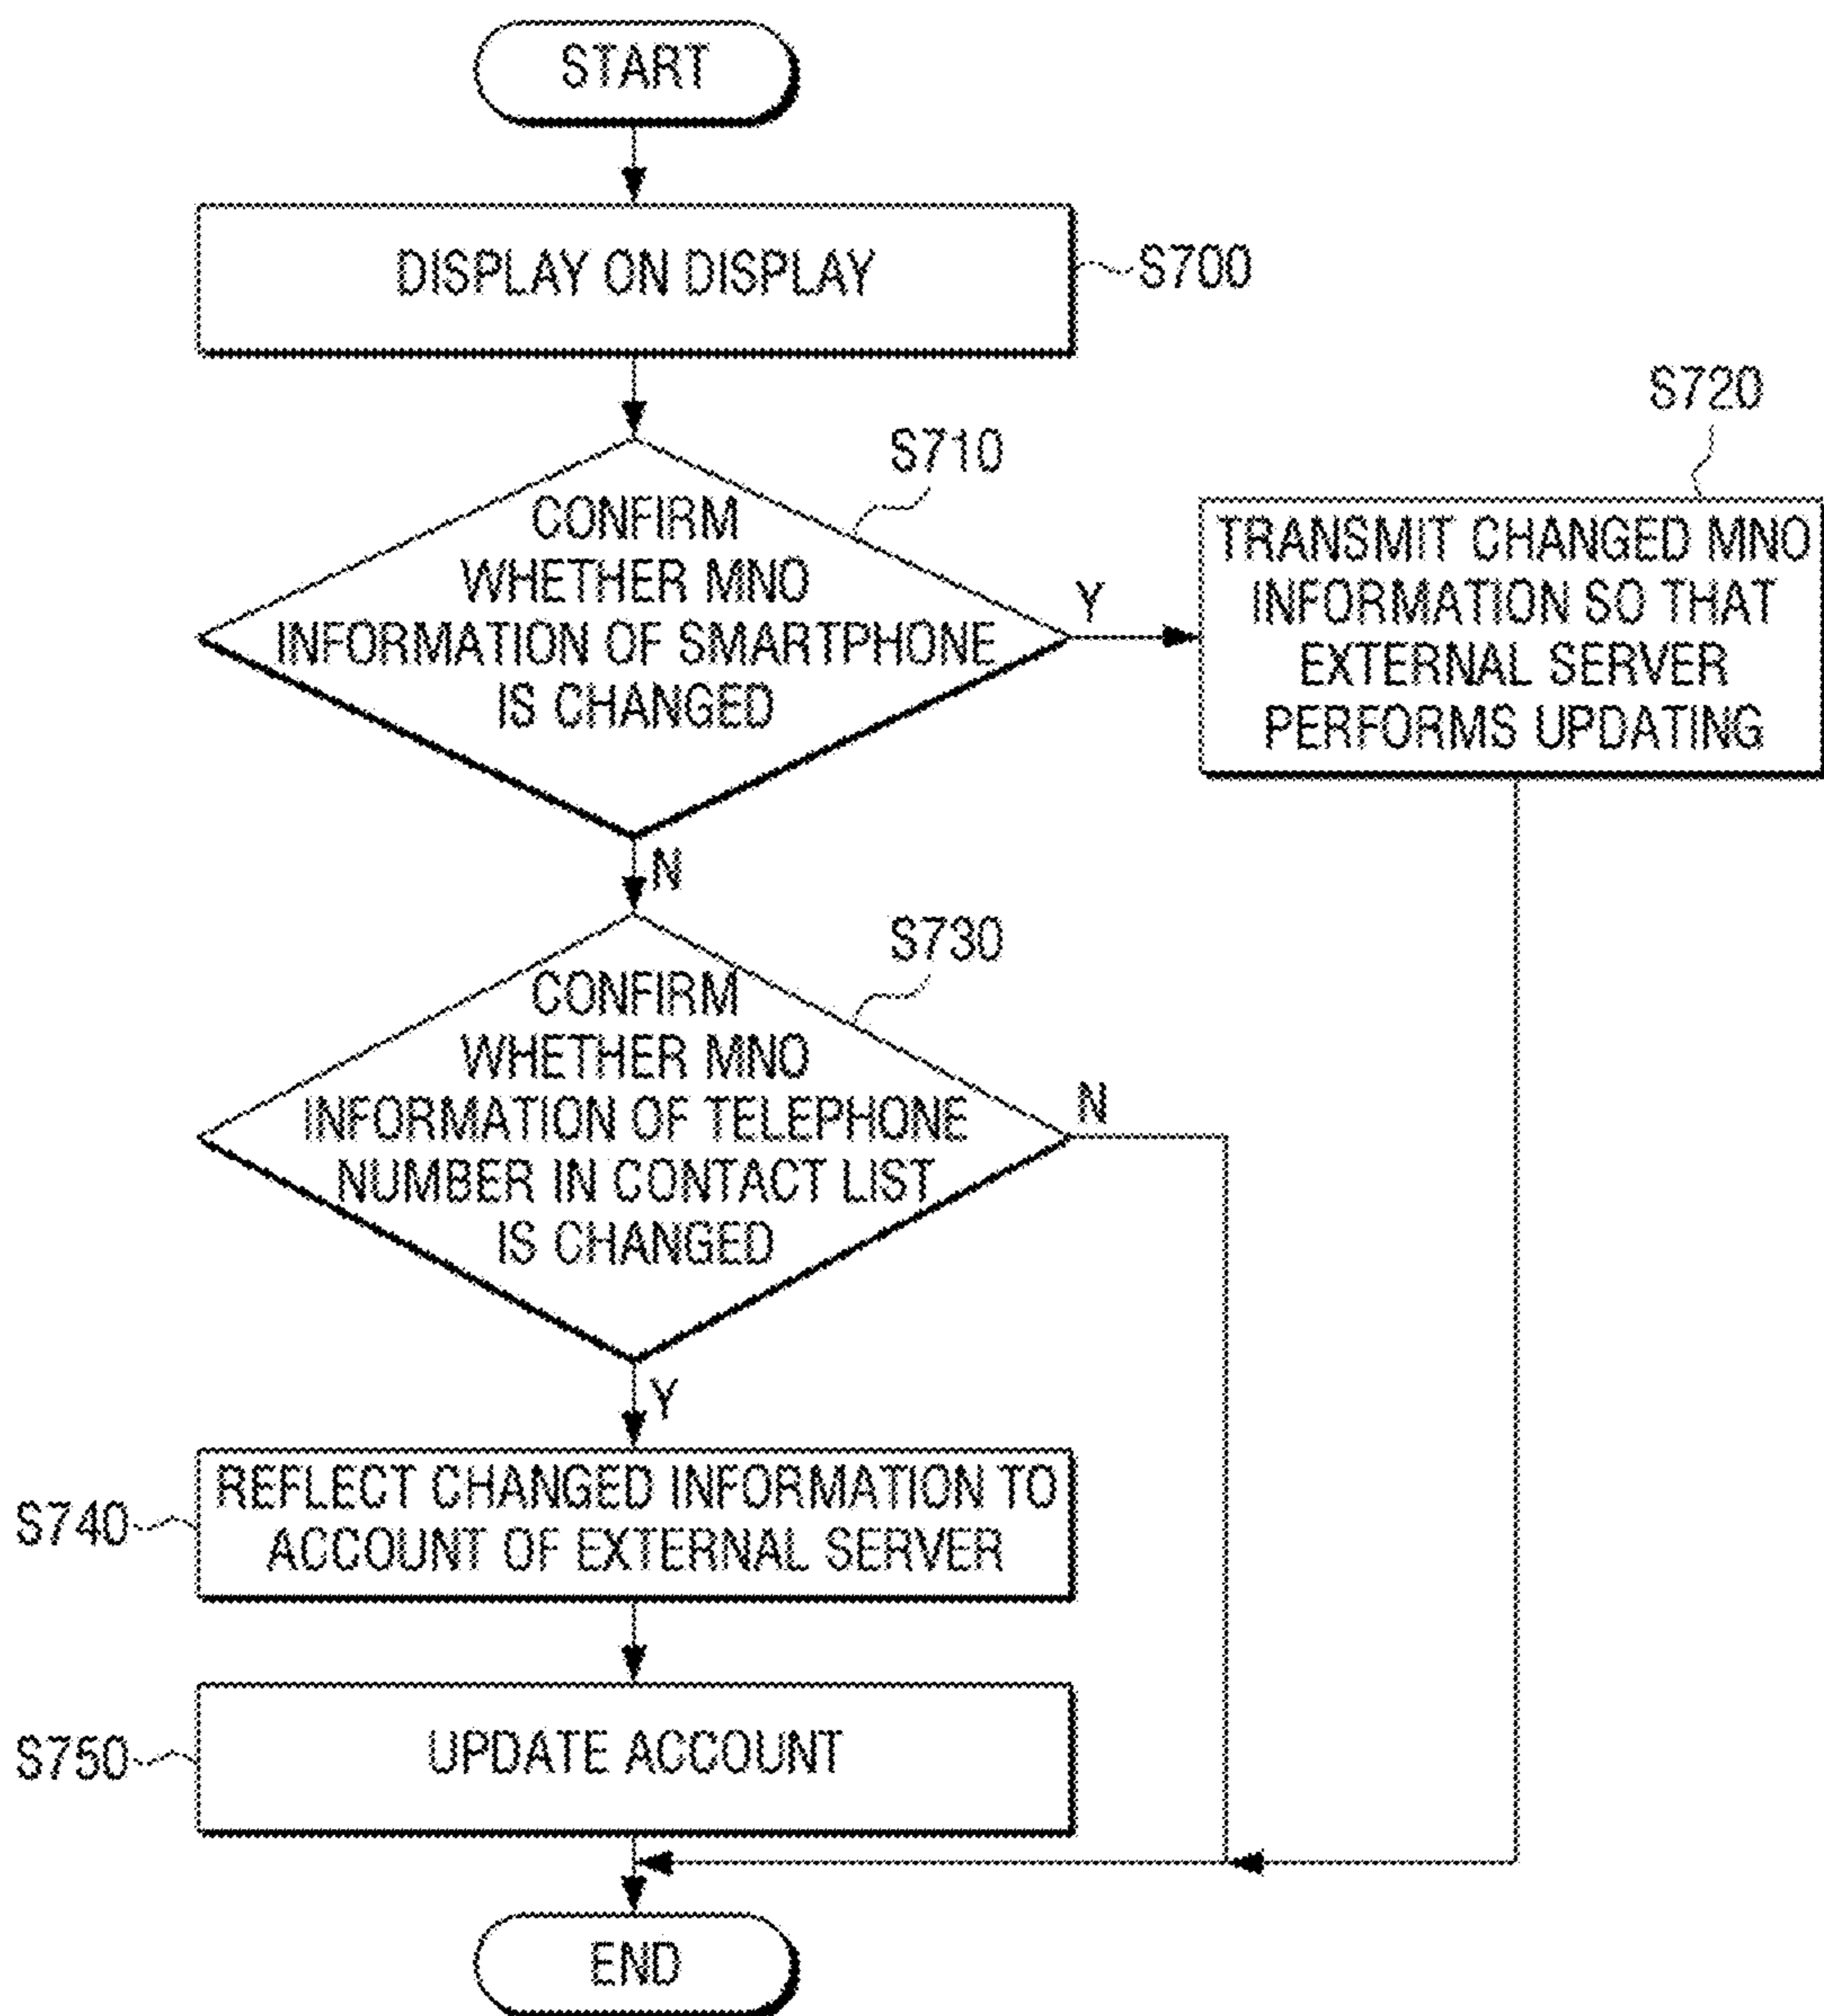 START
DISPLAY ON DISPLAY
S700
S710
CONFIRM
WHETHER MNO
INFORMATION OF SMARTPHONE
IS CHANGED
Y
S720
TRANSMIT CHANGED MNO
INFORMATION SO THAT
EXTERNAL SERVER
PERFORMS UPDATING
N
S730
CONFIRM
WHETHER MNO
INFORMATION OF TELEPHONE
NUMBER IN CONTACT LIST
IS CHANGED
N
Y
S740
REFLECT CHANGED INFORMATION TO
ACCOUNT OF EXTERNAL SERVER
S750
UPDATE ACCOUNT
END